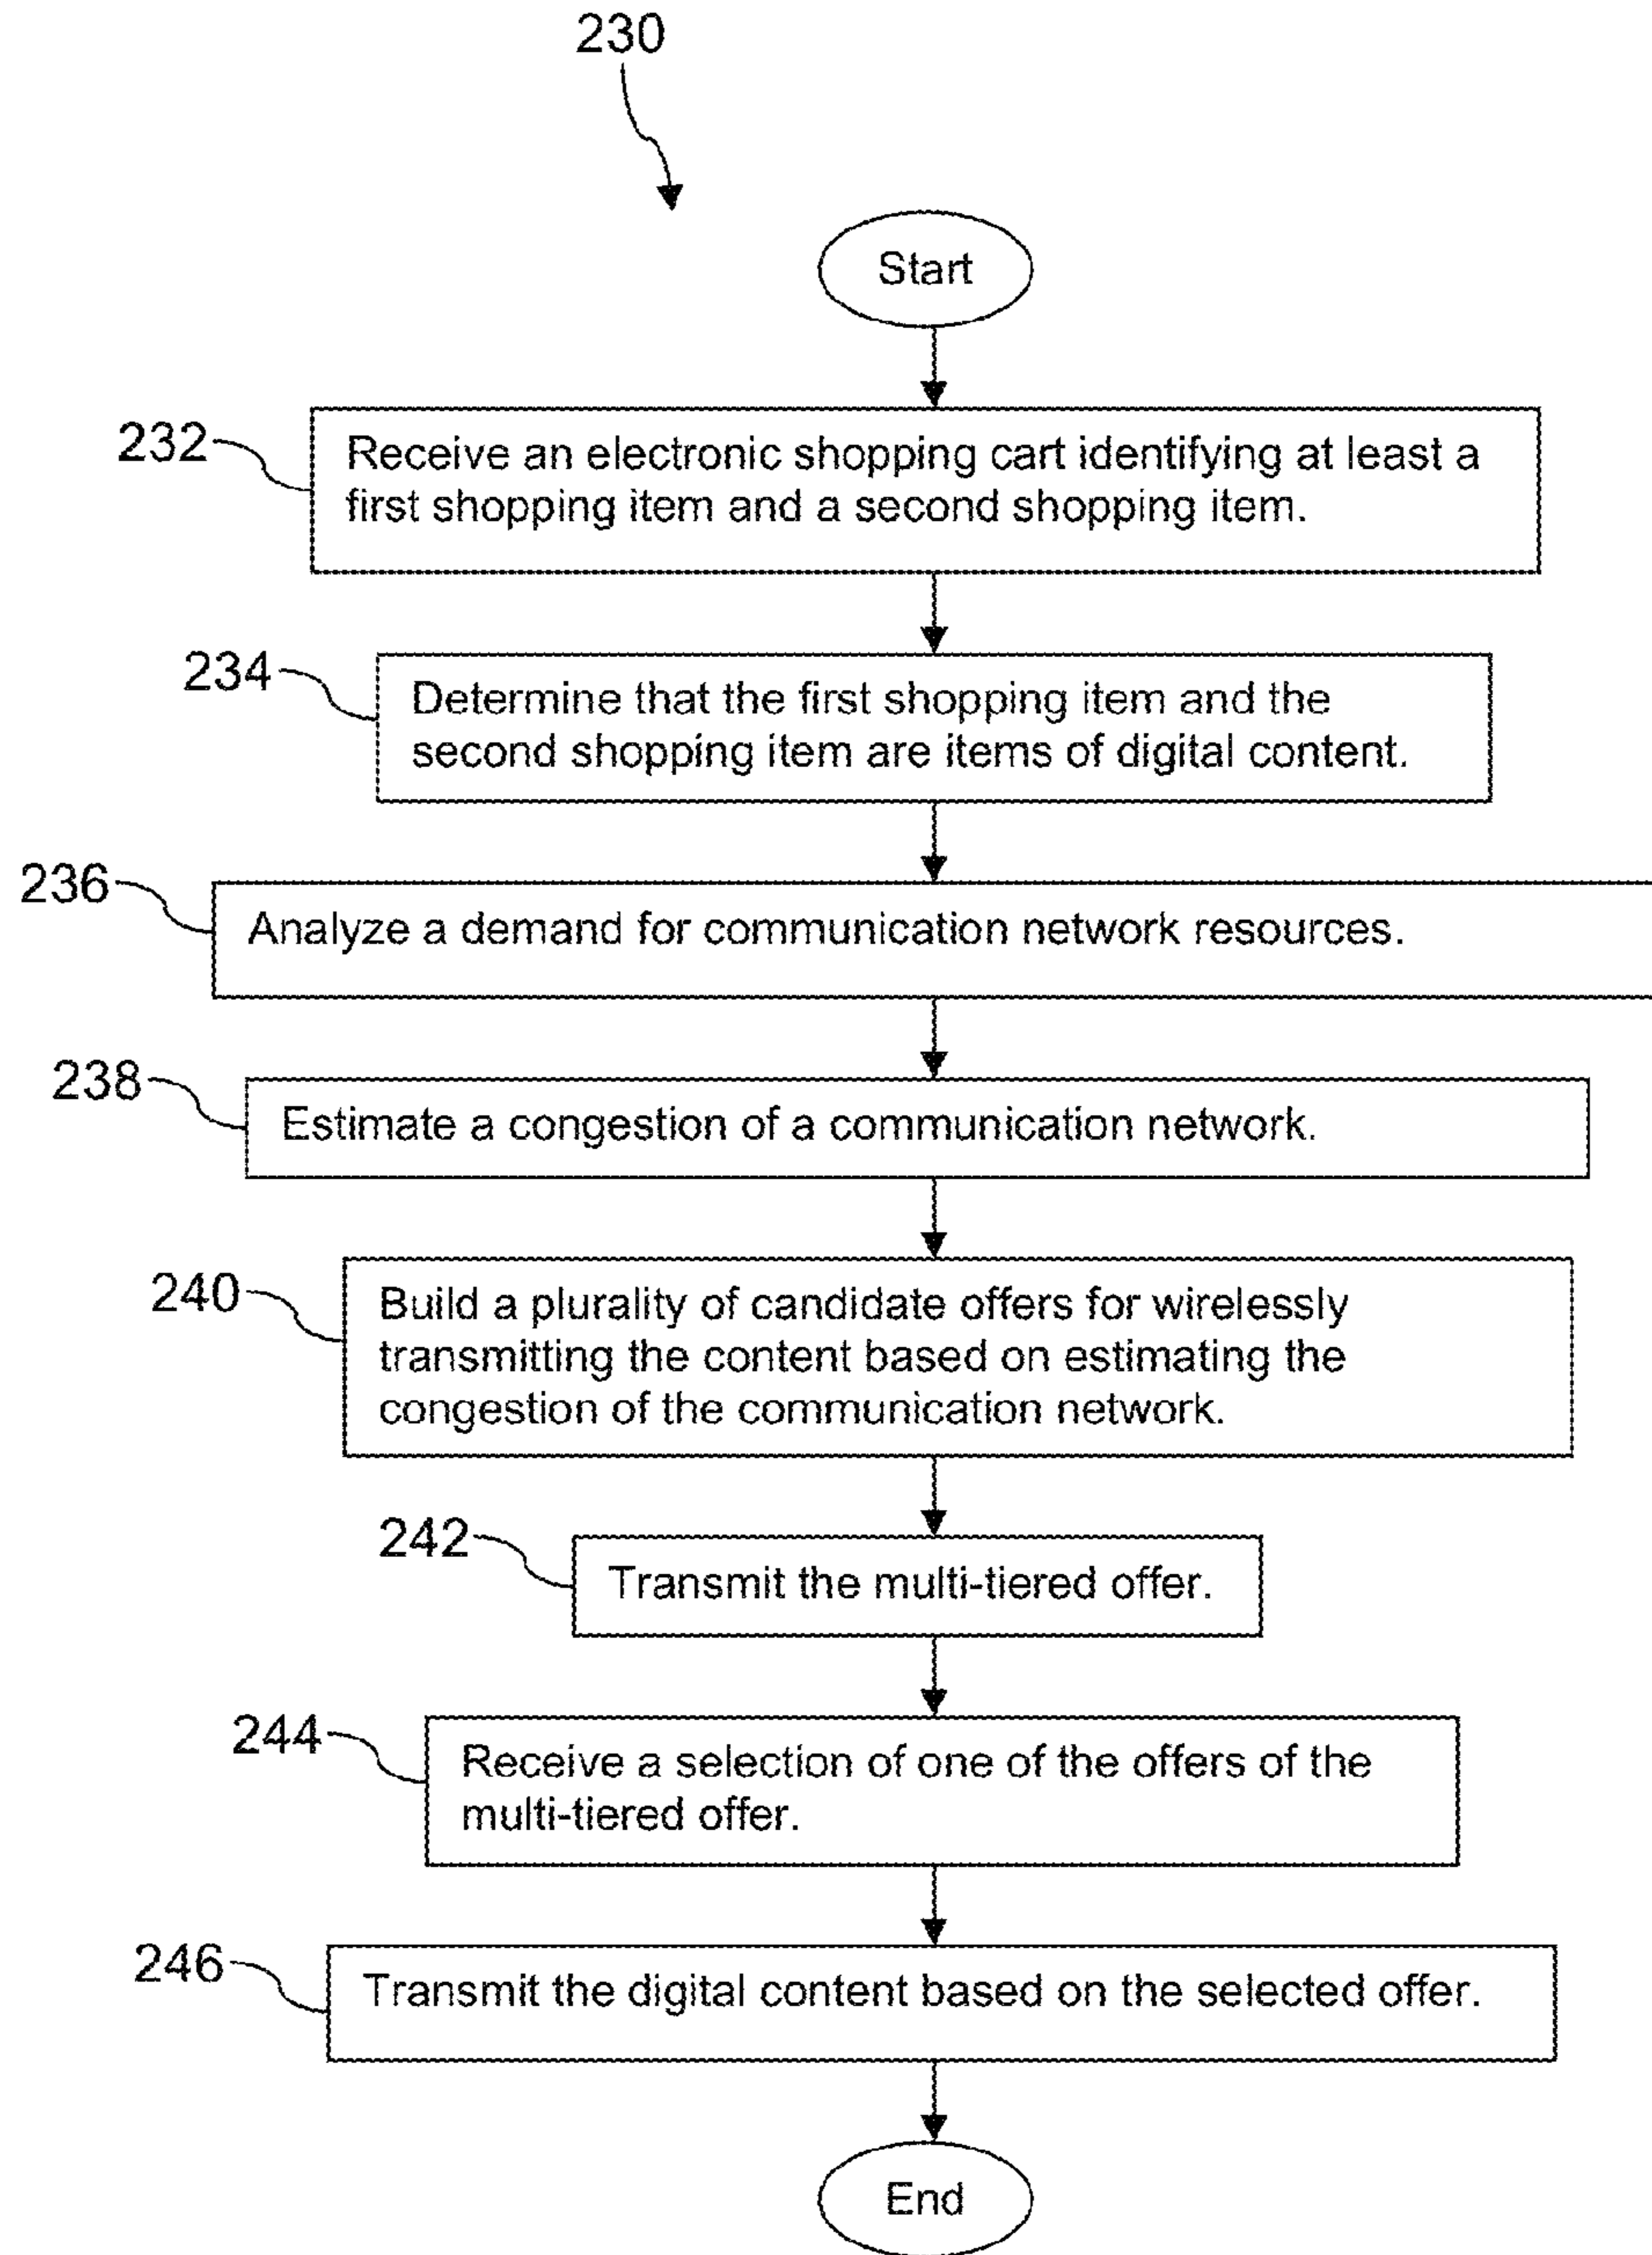 230
Start
232
Receive an electronic shopping cart identifying at least a
first shopping item and a second shopping item.
234
Determine that the first shopping item and the
second shopping item are items of digital content.
236
Analyze a demand for communication network resources.
238
Estimate a congestion of a communication network.
240
Build a plurality of candidate offers for wirelessly
transmitting the content based on estimating the
congestion of the communication network.
242
Transmit the multi-tiered offer.
244
Receive a selection of one of the offers of the
multi-tiered offer.
246
Transmit the digital content based on the selected offer.
End